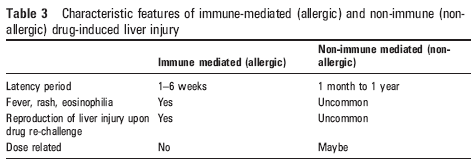 Table 3 Characteristic features of immune-mediated (allergic) and non-immune (non-
allergic) drug-induced liver injury
Immune mediated (allergic) Non-immune mediated (non-
allergic)
Latency period 1–6 weeks 1 month to 1 year
Fever, rash, eosinophilia Yes Uncommon
Reproduction of liver injury upon Yes Uncommon
drug re-challenge
Dose related No Maybe